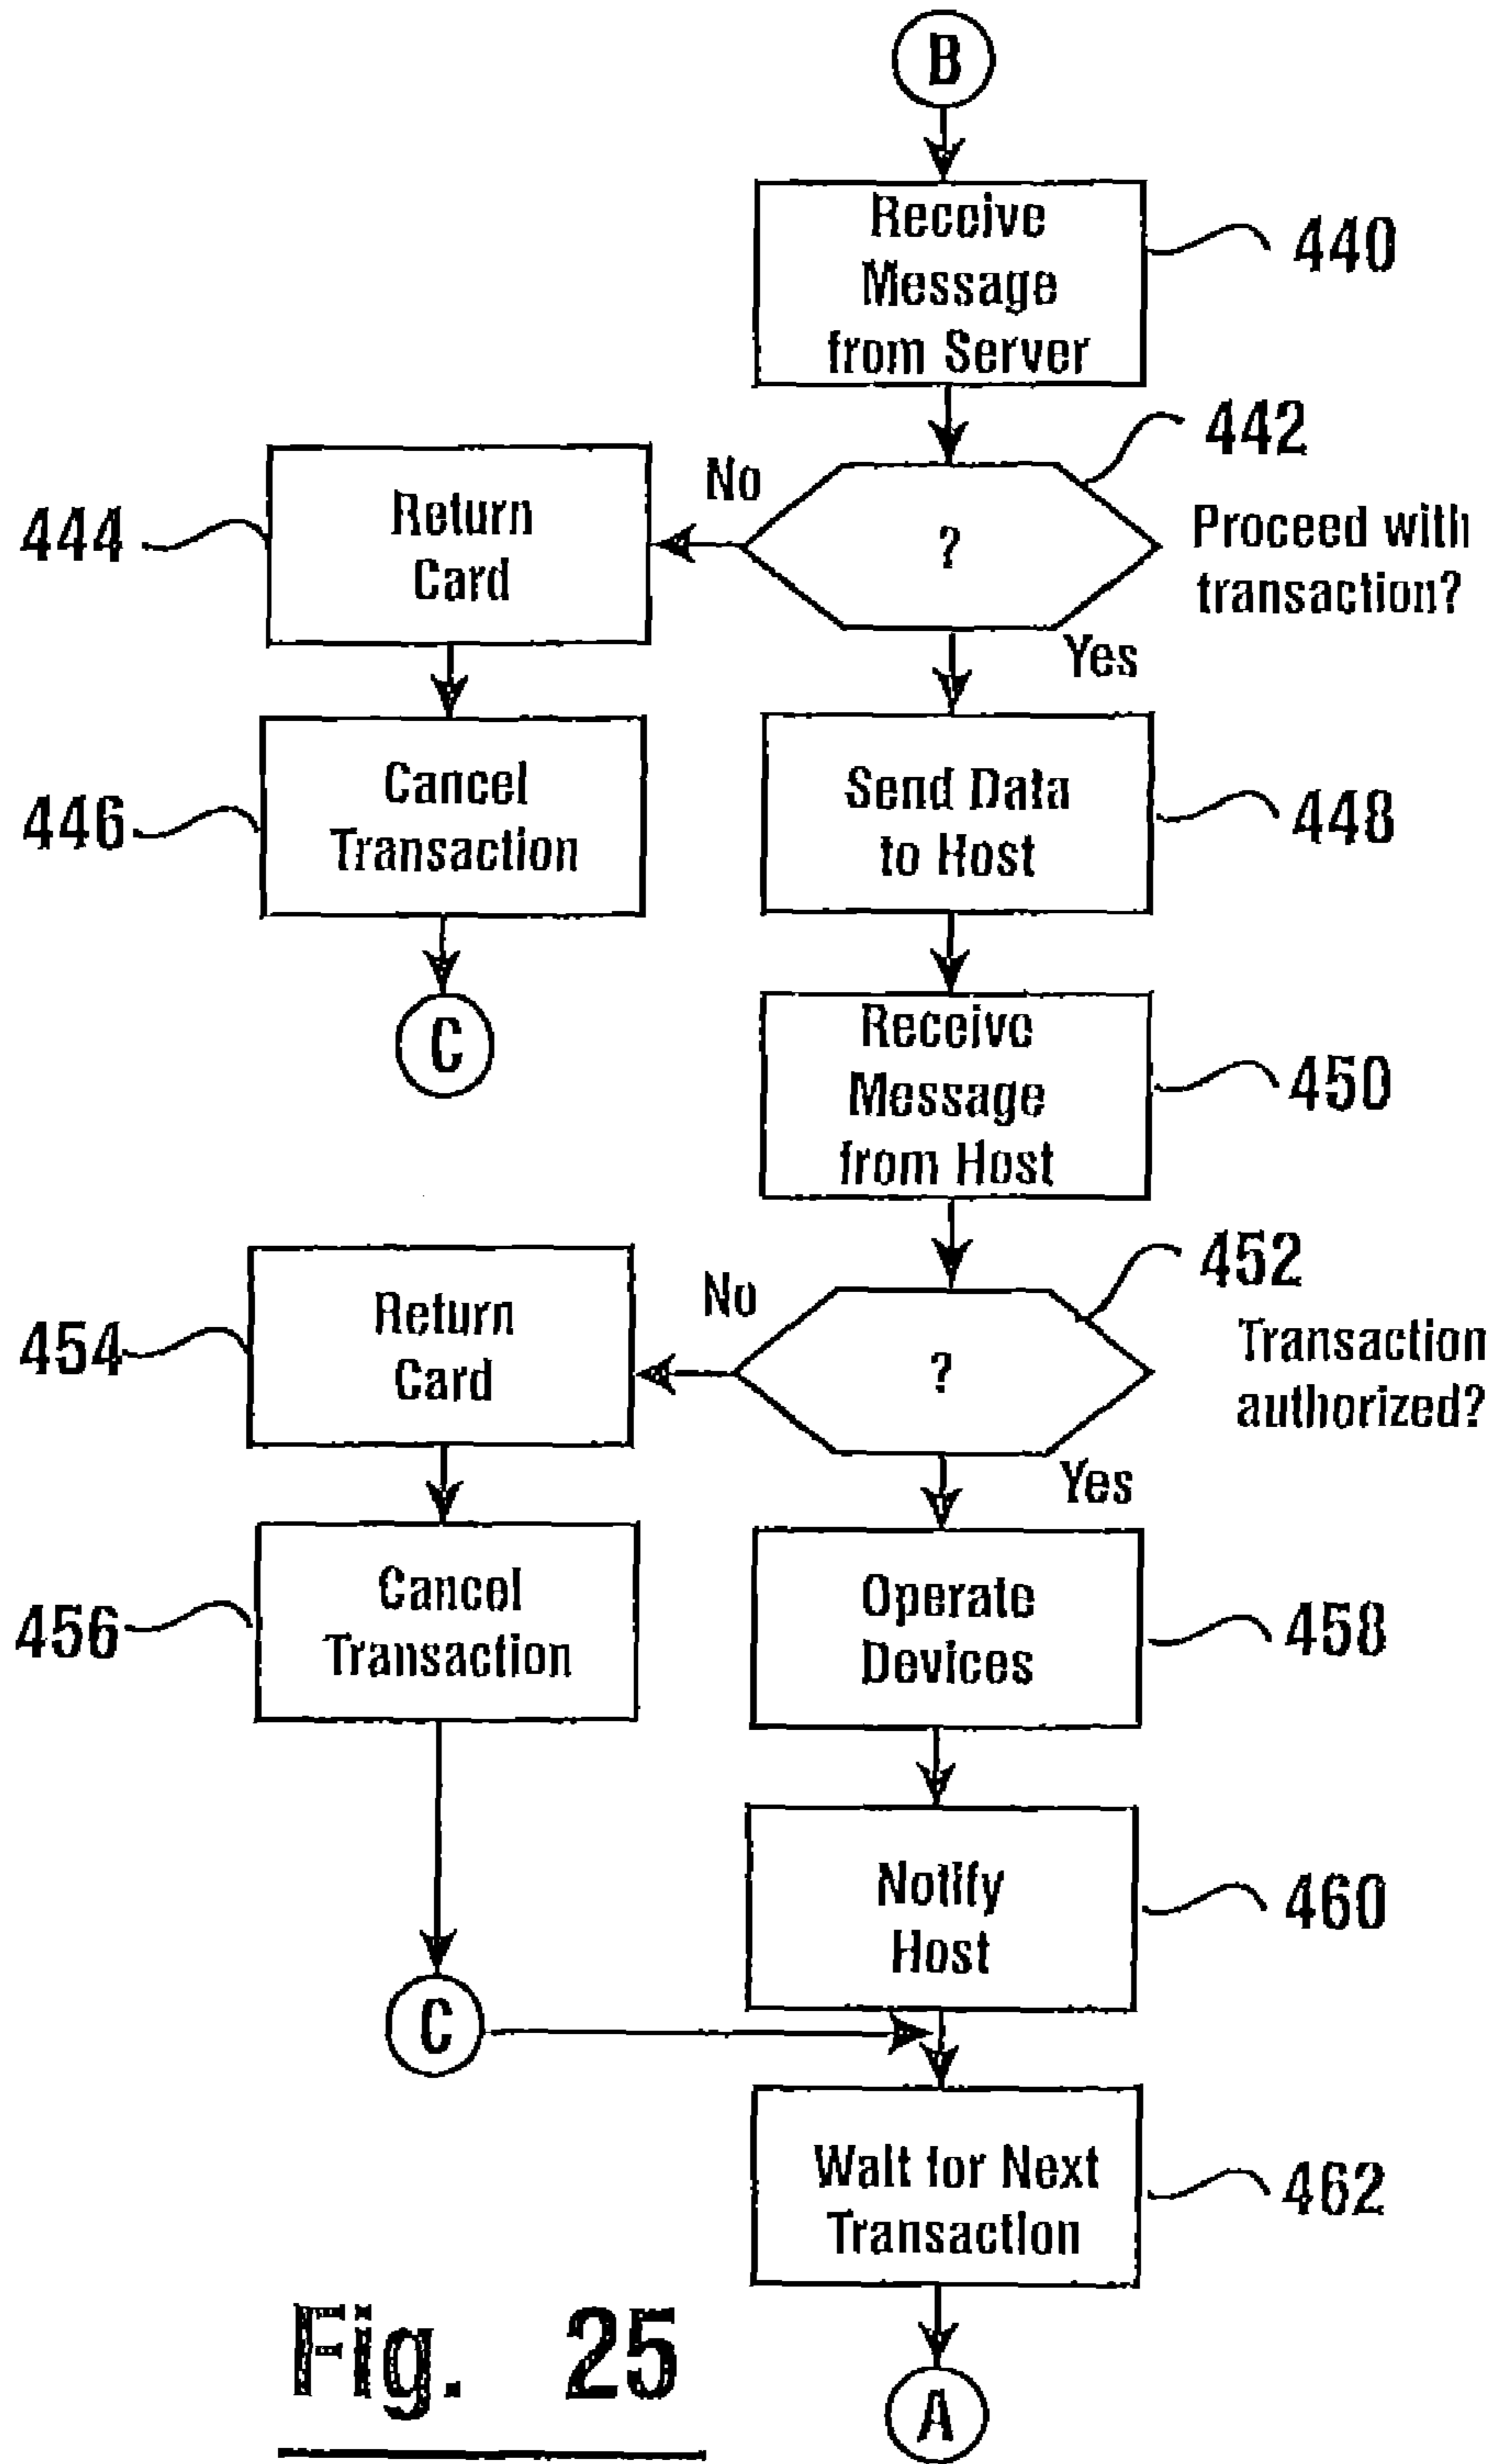 B
Receive
Message
from Server
440
442
No
?
Proceed with
transaction?
Yes
444
Return
Card
446
Cancel
Transaction
C
Send Data
to Host
448
Receive
Message
from Host
450
452
No
?
Transaction
authorized?
Yes
454
Return
Card
456
Cancel
Transaction
Operate
Devices
458
Notify
Host
460
C
Wait for Next
Transaction
462
A
Fig. 25